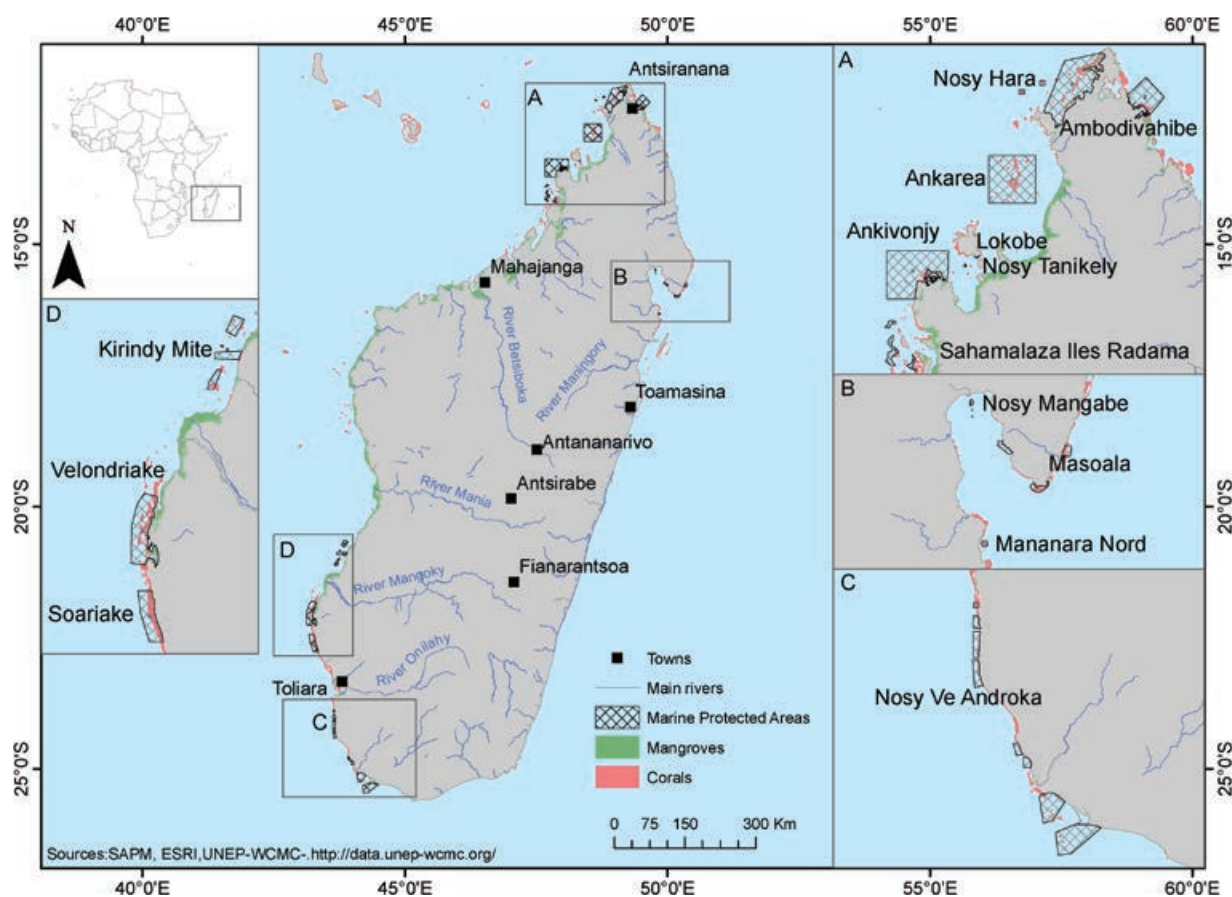 40°0'E 45°0'E 50°0'E 55°0'E 60°0'E
15°0'S
20°0'S
25°0'S
N
A
Antsiranana
Mahajanga
B
River Betsiboka
River Maningory
Toamasina
Antananarivo
Antsirabe
River Mania
D
Fianarantsoa
River Mangoky
River Onilahy
Toliara
C
Towns
Main rivers
Marine Protected Areas
Mangroves
Corals
0 75 150 300 Km
Sources:SAPM, ESRI,UNEP-WCMC-.http://data.unep-wcmc.org/
D
Kirindy Mite
Velondriake
Soariake
A
Nosy Hara
Ambodivahibe
Ankarea
Ankivonjy
Lokobe
Nosy Tanikely
Sahamalaza Iles Radama
B
Nosy Mangabe
Masoala
Mananara Nord
C
Nosy Ve Androka
15°0'S
20°0'S
25°0'S
40°0'E 45°0'E 50°0'E 55°0'E 60°0'E